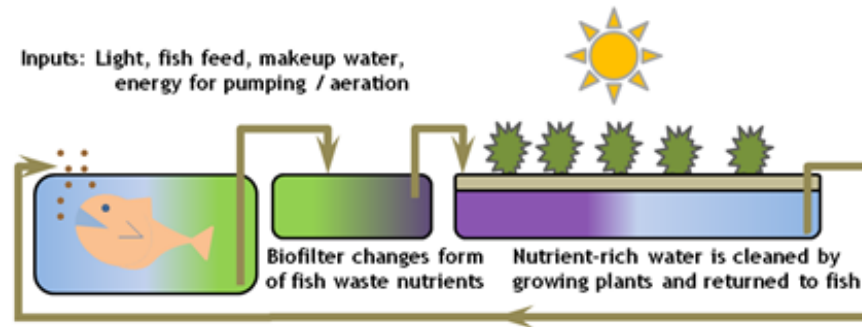 Inputs: Light, fish feed, makeup water,
energy for pumping / aeration
Biofilter changes form
of fish waste nutrients
Nutrient-rich water is cleaned by
growing plants and returned to fish